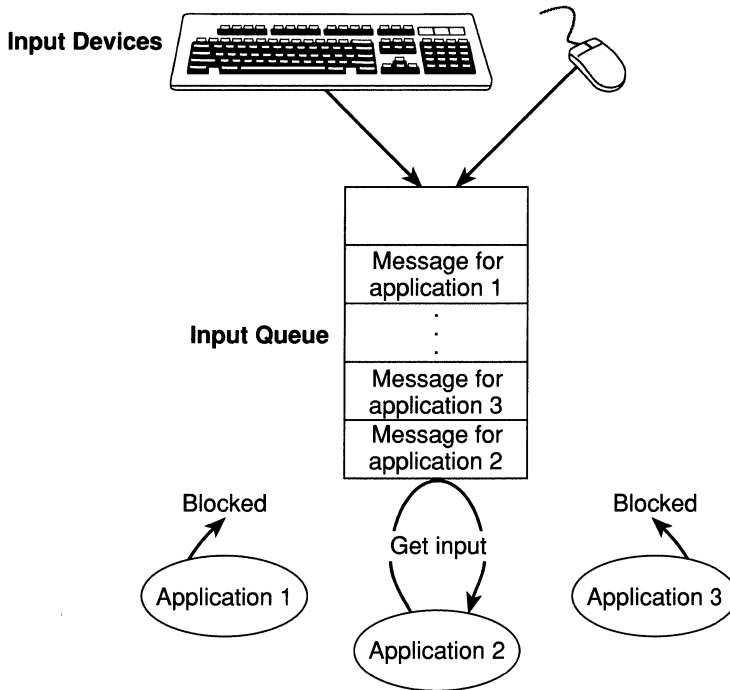 Input Devices
Message for
application 1
.
.
.
Input Queue
Message for
application 3
Message for
application 2
Blocked
Blocked
Get input
Application 1
Application 3
Application 2